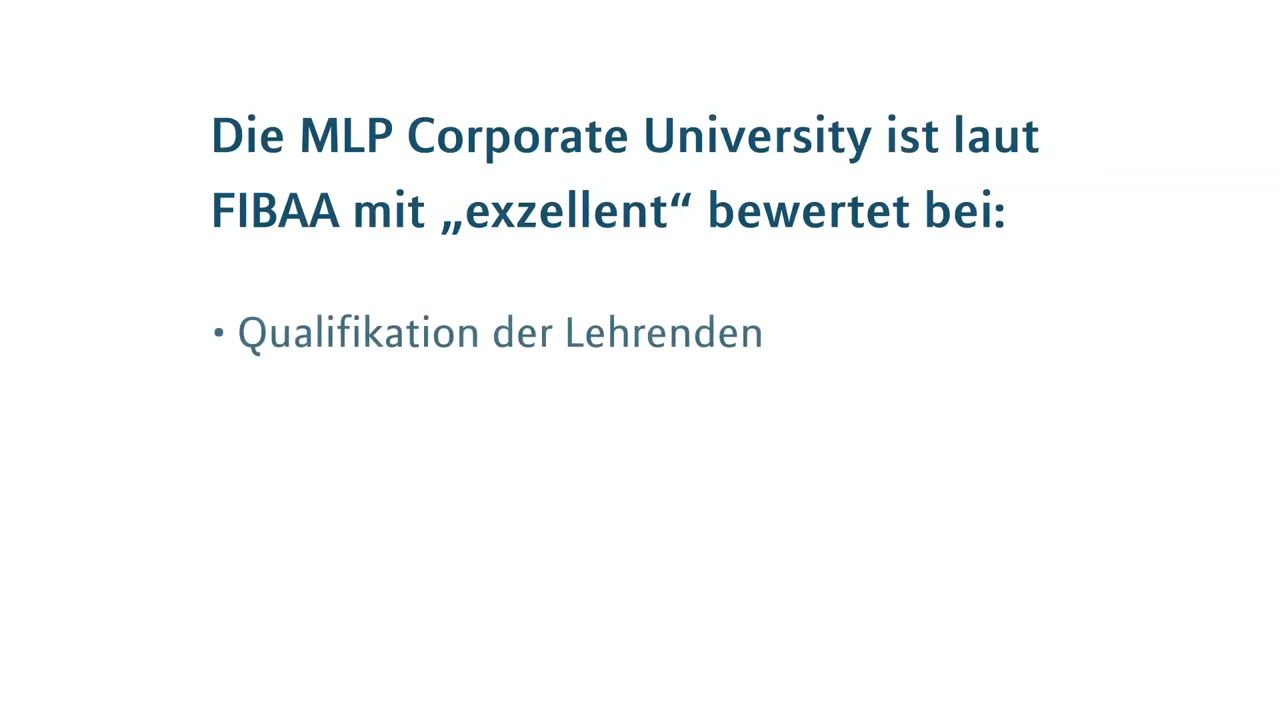 Die MLP Corporate University ist laut
FIBAA mit „exzellent“ bewertet bei:
• Qualifikation der Lehrenden